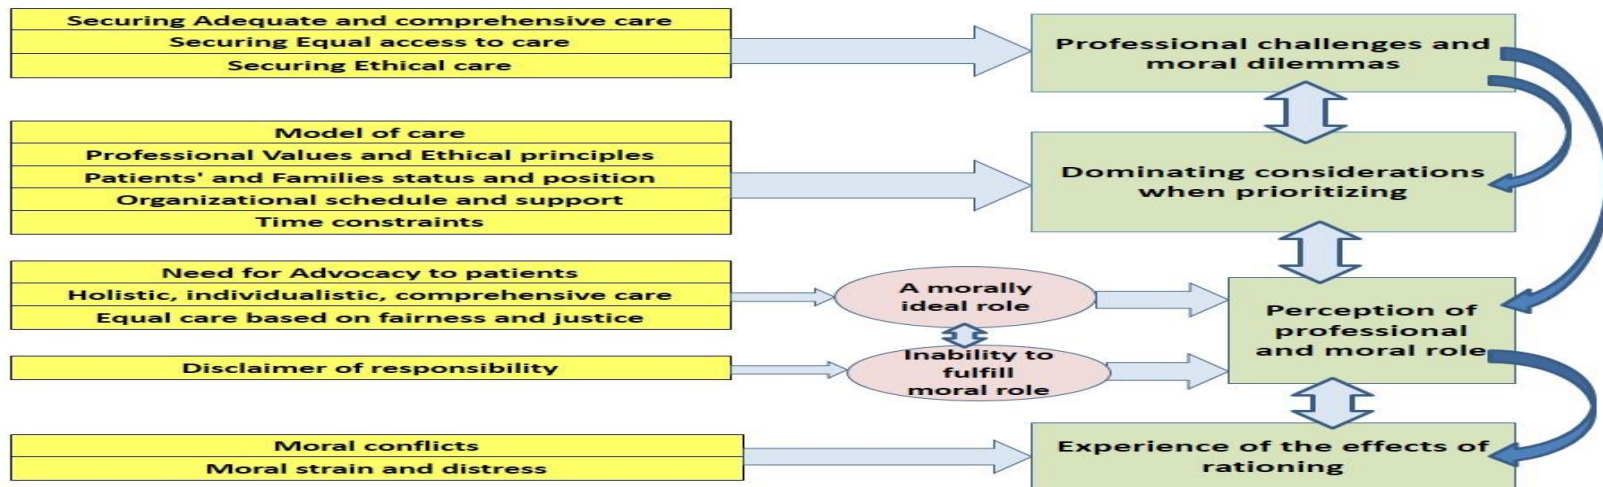 Securing Adequate and comprehensive care
Securing Equal access to care
Securing Ethical care
Professional challenges and
moral dilemmas
Model of care
Professional Values and Ethical principles
Patients' and Families status and position
Organizational schedule and support
Time constraints
Dominating considerations
when prioritizing
Need for Advocacy to patients
Holistic, individualistic, comprehensive care
Equal care based on fairness and justice
A morally
ideal role
Perception of
professional
and moral role
Disclaimer of responsibility
Inability to
fulfill
moral role
Moral conflicts
Moral strain and distress
Experience of the effects of
rationing